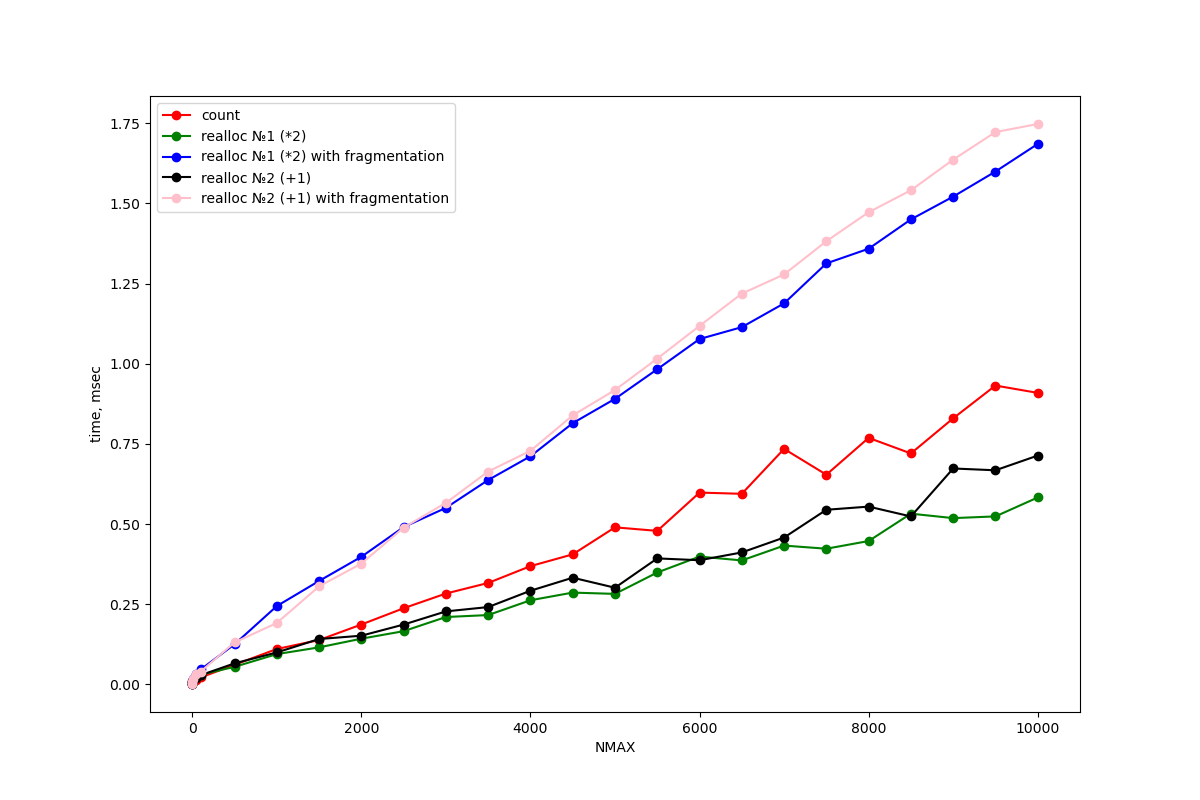 count
realloc №1 (*2)
realloc №1 (*2) with fragmentation
realloc №2 (+1)
realloc №2 (+1) with fragmentation
1.75
1.50
1.25
1.00
0.75
0.50
0.25
0.00
time, msec
0 2000 4000 6000 8000 10000
NMAX